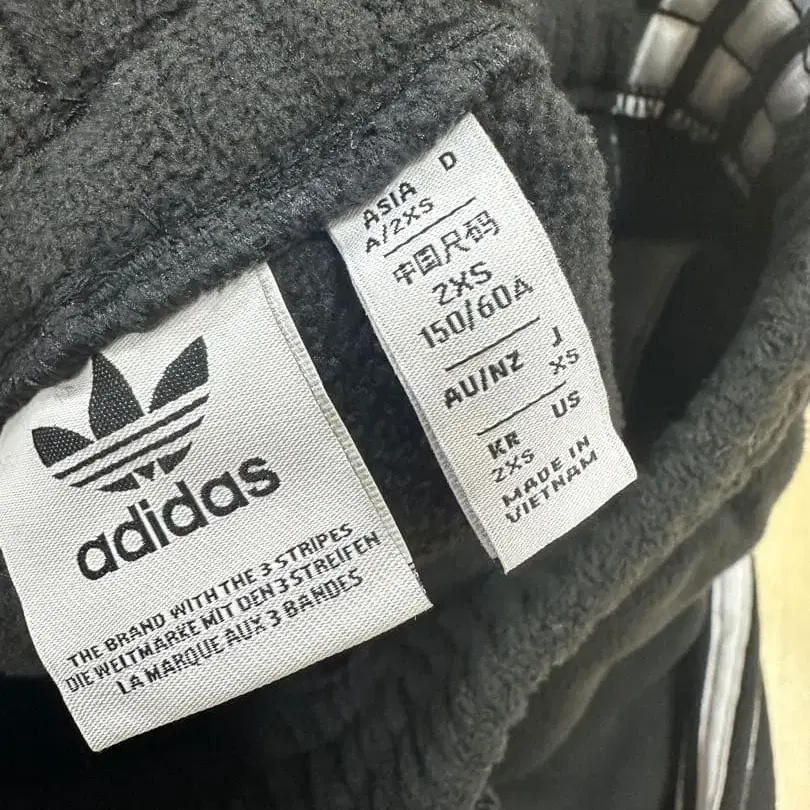 adidas
THE BRAND WITH THE 3 STRIPES
DIE WELTMARKE MIT DEN 3 STREIFEN
LA MARQUE AUX 3 BANDES
ASIA D
A/2XS
中国尺码
2XS
150/60A
AU/NZ J
XS
KR US
2XS
MADE IN
VIETNAM